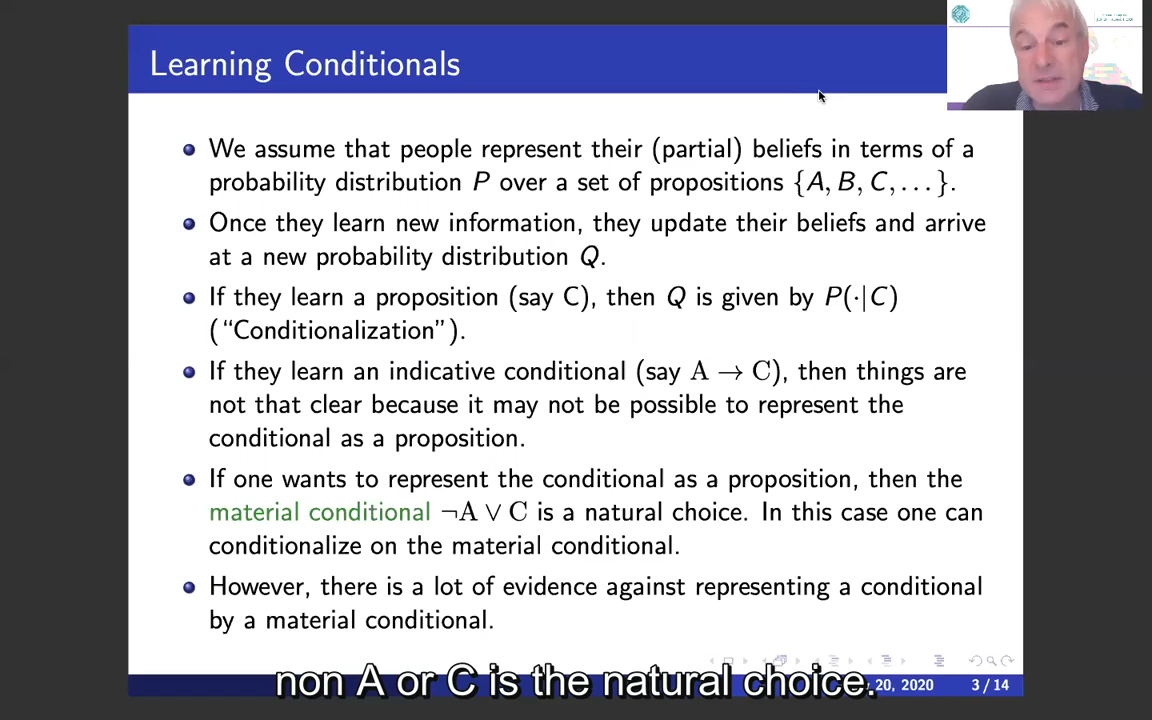 Learning Conditionals
We assume that people represent their (partial) beliefs in terms of a
probability distribution P over a set of propositions {A, B, C, . . . }.
Once they learn new information, they update their beliefs and arrive
at a new probability distribution Q.
If they learn a proposition (say C), then Q is given by P(·|C)
("Conditionalization").
If they learn an indicative conditional (say A → C), then things are
not that clear because it may not be possible to represent the
conditional as a proposition.
If one wants to represent the conditional as a proposition, then the
material conditional ¬A ∨ C is a natural choice. In this case one can
conditionalize on the material conditional.
However, there is a lot of evidence against representing a conditional
by a material conditional.
non A or C is the natural choice.
20, 2020 3 / 14